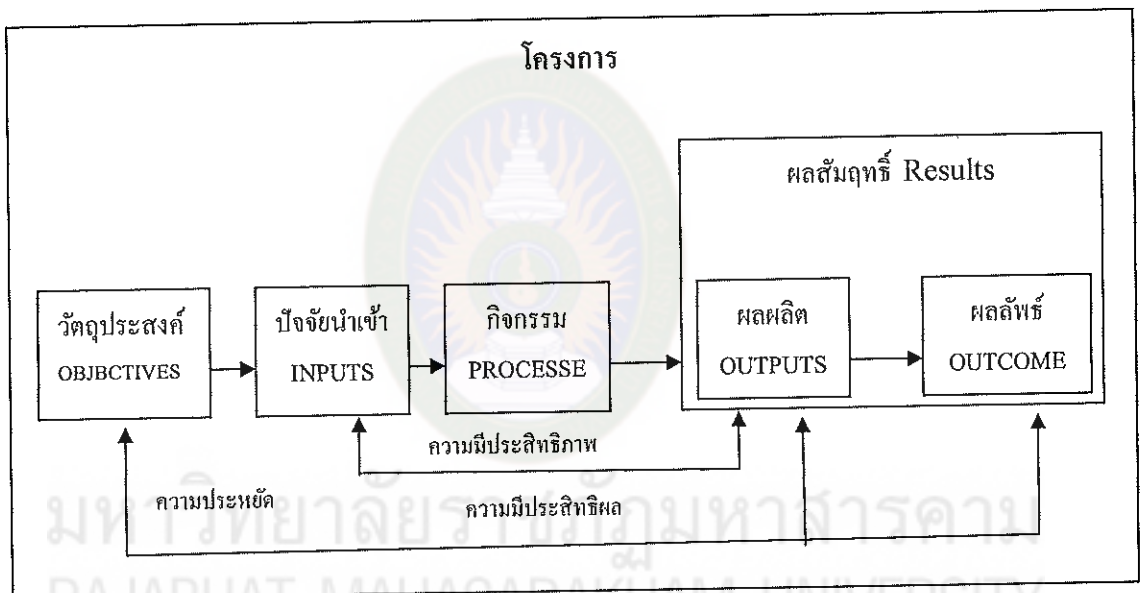 โครงการ
ผลสัมฤทธิ์ Results
วัตถุประสงค์
OBJBCTIVES
ปัจจัยนำเข้า
INPUTS
กิจกรรม
PROCESSE
ผลผลิต
OUTPUTS
ผลลัพธ์
OUTCOME
ความมีประสิทธิภาพ
ความประหยัด
ความมีประสิทธิผล
มหาวิทยาลัยราชภัฏมหาสารคาม
RAJABHAT MAHASARAKHAM UNIVERSITY